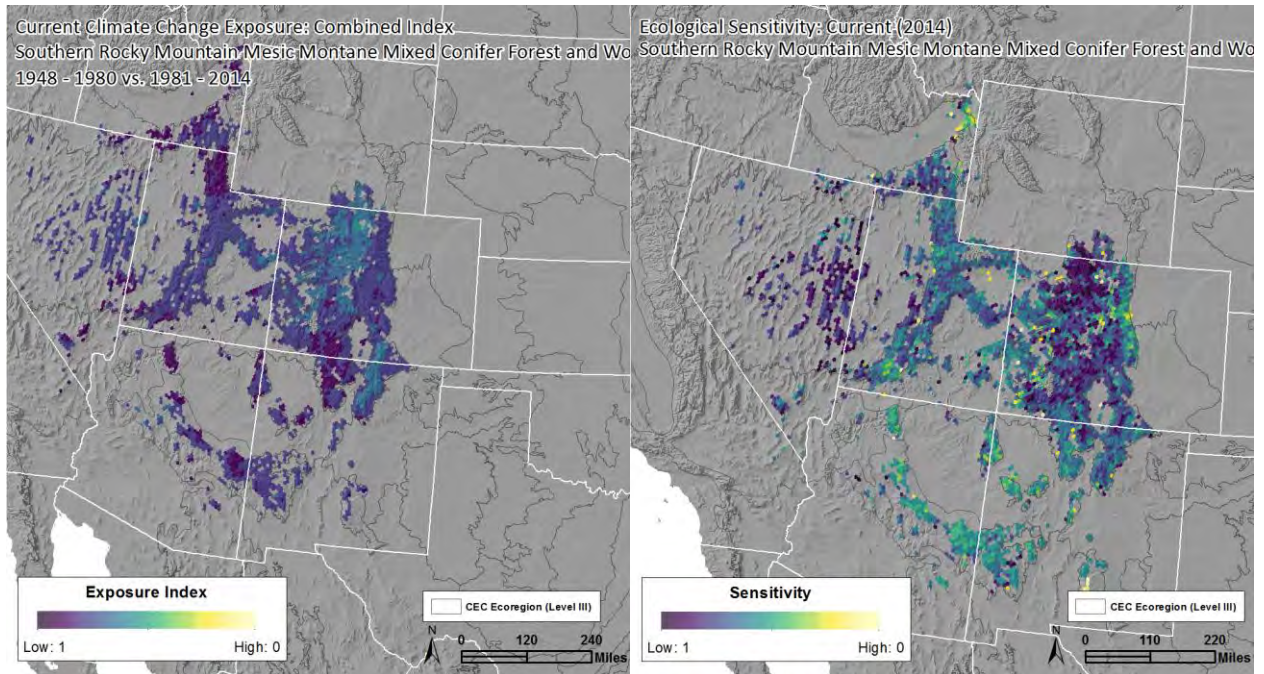 Current Climate Change Exposure: Combined Index
Southern Rocky Mountain Mesic Montane Mixed Conifer Forest and Wo
1948 - 1980 vs. 1981 - 2014
Exposure Index
Low: 1
High: 0
CEC Ecoregion (Level III)
N
0 120 240
Miles
Ecological Sensitivity: Current (2014)
Southern Rocky Mountain Mesic Montane Mixed Conifer Forest and Wo
Sensitivity
Low: 1
High: 0
CEC Ecoregion (Level III)
N
0 110 220
Miles